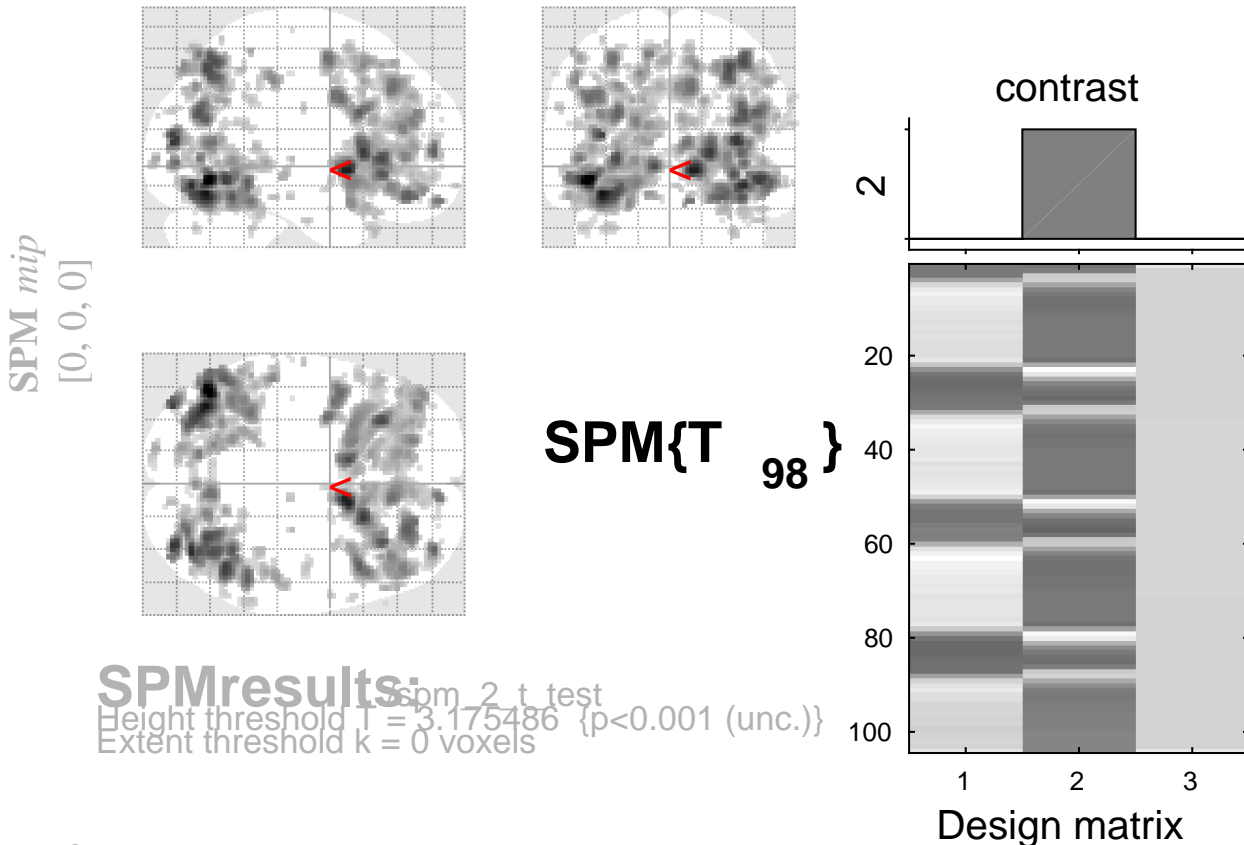 SPM mip
[0, 0, 0]
<
<
<
SPM{T 98}
contrast
2
20
40
60
80
100
1 2 3
Design matrix
SPMresults: ./spm_2_t_test
Height threshold T = 3.175486 {p<0.001 (unc.)}
Extent threshold k = 0 voxels